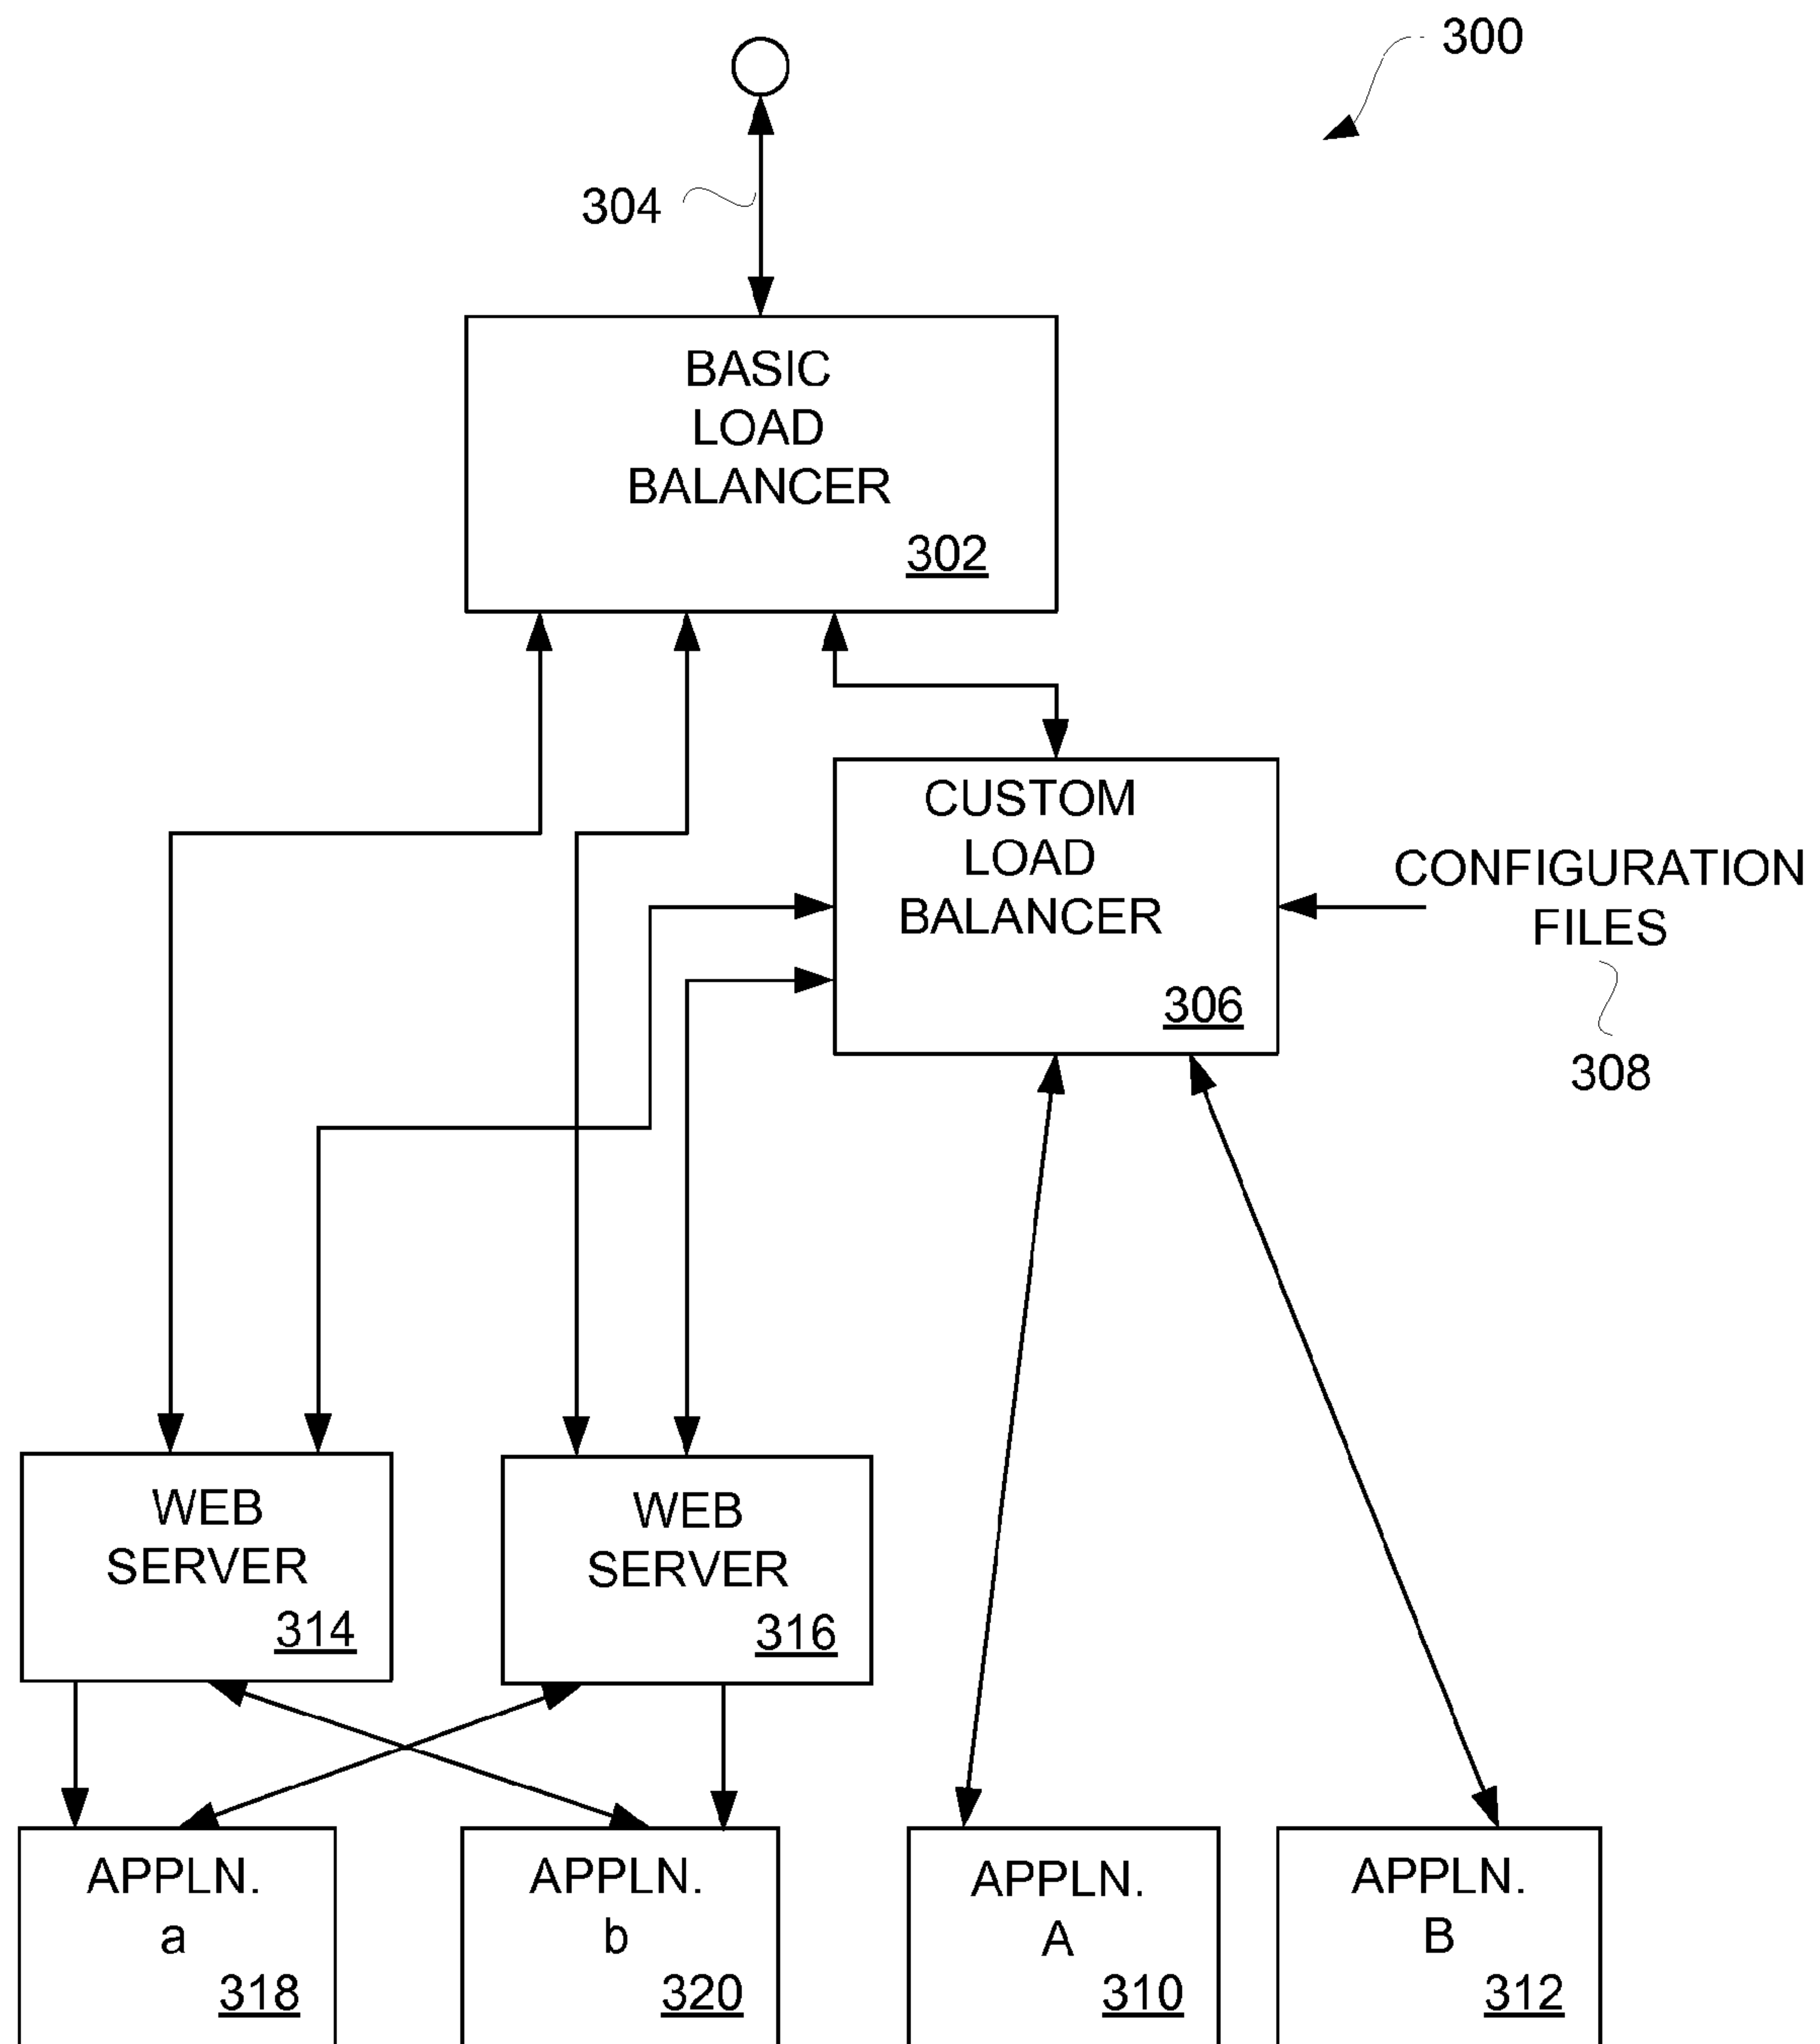 300
304
BASIC
LOAD
BALANCER
302
CUSTOM
LOAD
BALANCER
306
CONFIGURATION
FILES
308
WEB
SERVER
314
WEB
SERVER
316
APPLN.
a
318
APPLN.
b
320
APPLN.
A
310
APPLN.
B
312